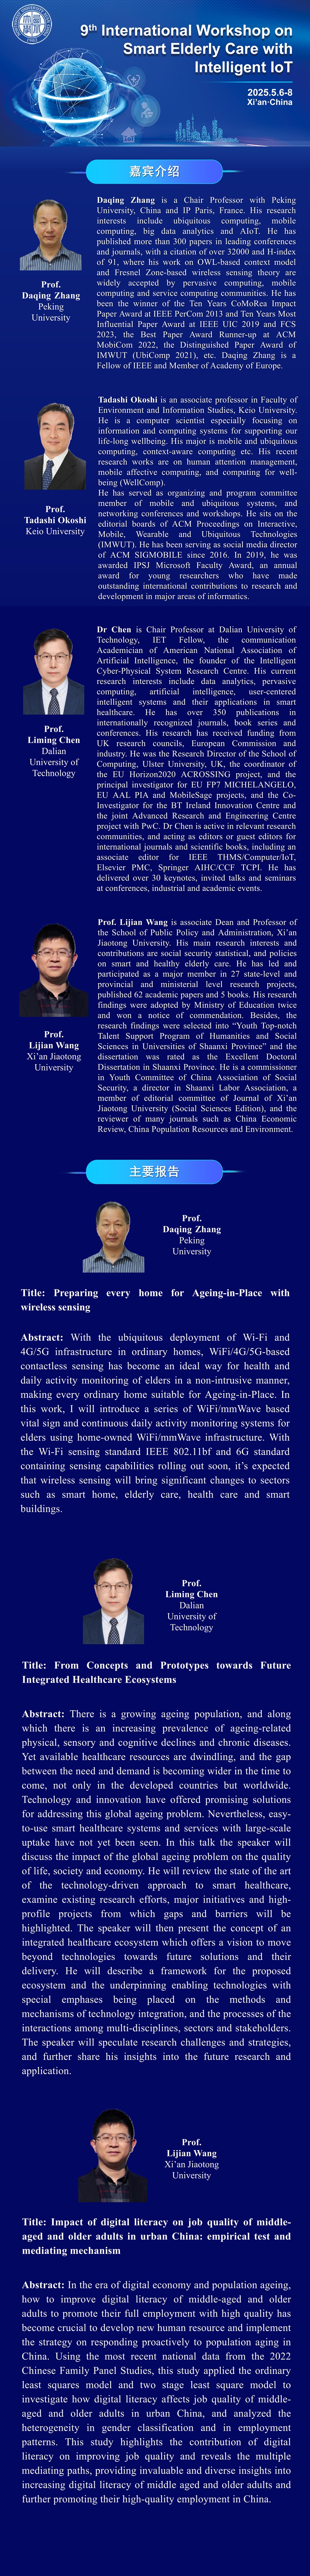 9th International Workshop on
Smart Elderly Care with
Intelligent IoT
2025.5.6-8
Xi'an·China
嘉宾介绍
Prof.
Daqing Zhang
Peking
University
Daqing Zhang is a Chair Professor with Peking
University, China and IP Paris, France. His research
interests include ubiquitous computing, mobile
computing, big data analytics and AIoT. He has
published more than 300 papers in leading conferences
and journals, with a citation of over 32000 and H-index
of 91, where his work on OWL-based context model
and Fresnel Zone-based wireless sensing theory are
widely accepted by pervasive computing, mobile
computing and service computing communities. He has
been the winner of the Ten Years CoMoRea Impact
Paper Award at IEEE PerCom 2013 and Ten Years Most
Influential Paper Award at IEEE UIC 2019 and FCS
2023, the Best Paper Award Runner-up at ACM
MobiCom 2022, the Distinguished Paper Award of
IMWUT (UbiComp 2021), etc. Daqing Zhang is a
Fellow of IEEE and Member of Academy of Europe.
Prof.
Tadashi Okoshi
Keio University
Tadashi Okoshi is an associate professor in Faculty of
Environment and Information Studies, Keio University.
He is a computer scientist especially focusing on
information and computing systems for supporting our
life-long wellbeing. His major is mobile and ubiquitous
computing, context-aware computing etc. His recent
research works are on human attention management,
mobile affective computing, and computing for well-
being (WellComp).
He has served as organizing and program committee
member of mobile and ubiquitous systems, and
networking conferences and workshops. He sits on the
editorial boards of ACM Proceedings on Interactive,
Mobile, Wearable and Ubiquitous Technologies
(IMWUT). He has been serving as social media director
of ACM SIGMOBILE since 2016. In 2019, he was
awarded IPSJ Microsoft Faculty Award, an annual
award for young researchers who have made
outstanding international contributions to research and
development in major areas of informatics.
Prof.
Liming Chen
Dalian
University of
Technology
Dr Chen is Chair Professor at Dalian University of
Technology, IET Fellow, the communication
Academician of American National Association of
Artificial Intelligence, the founder of the Intelligent
Cyber-Physical System Research Centre. His current
research interests include data analytics, pervasive
computing, artificial intelligence, user-centered
intelligent systems and their applications in smart
healthcare. He has over 350 publications in
internationally recognized journals, book series and
conferences. His research has received funding from
UK research councils, European Commission and
industry. He was the Research Director of the School of
Computing, Ulster University, UK, the coordinator of
the EU Horizon2020 ACROSSING project, and the
principal investigator for EU FP7 MICHELANGELO,
EU AAL PIA and MobileSage projects, and the Co-
Investigator for the BT Ireland Innovation Centre and
the joint Advanced Research and Engineering Centre
project with PwC. Dr Chen is active in relevant research
communities, and acting as editors or guest editors for
international journals and scientific books, including an
associate editor for IEEE THMS/Computer/IoT,
Elsevier PMC, Springer AIHC/CCF TCPI. He has
delivered over 30 keynotes, invited talks and seminars
at conferences, industrial and academic events.
Prof.
Lijian Wang
Xi'an Jiaotong
University
Prof. Lijian Wang is associate Dean and Professor of
the School of Public Policy and Administration, Xi'an
Jiaotong University. His main research interests and
contributions are social security statistical, and policies
on smart and healthy elderly care. He has led and
participated as a major member in 27 state-level and
provincial and ministerial level research projects,
published 62 academic papers and 5 books. His research
findings were adopted by Ministry of Education twice
and won a notice of commendation. Besides, the
research findings were selected into "Youth Top-notch
Talent Support Program of Humanities and Social
Sciences in Universities of Shaanxi Province" and the
dissertation was rated as the Excellent Doctoral
Dissertation in Shaanxi Province. He is a commissioner
in Youth Committee of China Association of Social
Security, a director in Shaanxi Labor Association, a
member of editorial committee of Journal of Xi'an
Jiaotong University (Social Sciences Edition), and the
reviewer of many journals such as China Economic
Review, China Population Resources and Environment.
主要报告
Prof.
Daqing Zhang
Peking
University
Title: Preparing every home for Ageing-in-Place with
wireless sensing
Abstract: With the ubiquitous deployment of Wi-Fi and
4G/5G infrastructure in ordinary homes, WiFi/4G/5G-based
contactless sensing has become an ideal way for health and
daily activity monitoring of elders in a non-intrusive manner,
making every ordinary home suitable for Ageing-in-Place. In
this work, I will introduce a series of WiFi/mmWave based
vital sign and continuous daily activity monitoring systems for
elders using home-owned WiFi/mmWave infrastructure. With
the Wi-Fi sensing standard IEEE 802.11bf and 6G standard
containing sensing capabilities rolling out soon, it's expected
that wireless sensing will bring significant changes to sectors
such as smart home, elderly care, health care and smart
buildings.
Prof.
Liming Chen
Dalian
University of
Technology
Title: From Concepts and Prototypes towards Future
Integrated Healthcare Ecosystems
Abstract: There is a growing ageing population, and along
which there is an increasing prevalence of ageing-related
physical, sensory and cognitive declines and chronic diseases.
Yet available healthcare resources are dwindling, and the gap
between the need and demand is becoming wider in the time to
come, not only in the developed countries but worldwide.
Technology and innovation have offered promising solutions
for addressing this global ageing problem. Nevertheless, easy-
to-use smart healthcare systems and services with large-scale
uptake have not yet been seen. In this talk the speaker will
discuss the impact of the global ageing problem on the quality
of life, society and economy. He will review the state of the art
of the technology-driven approach to smart healthcare,
examine existing research efforts, major initiatives and high-
profile projects from which gaps and barriers will be
highlighted. The speaker will then present the concept of an
integrated healthcare ecosystem which offers a vision to move
beyond technologies towards future solutions and their
delivery. He will describe a framework for the proposed
ecosystem and the underpinning enabling technologies with
special emphases being placed on the methods and
mechanisms of technology integration, and the processes of the
interactions among multi-disciplines, sectors and stakeholders.
The speaker will speculate research challenges and strategies,
and further share his insights into the future research and
application.
Prof.
Lijian Wang
Xi'an Jiaotong
University
Title: Impact of digital literacy on job quality of middle-
aged and older adults in urban China: empirical test and
mediating mechanism
Abstract: In the era of digital economy and population ageing,
how to improve digital literacy of middle-aged and older
adults to promote their full employment with high quality has
become crucial to develop new human resource and implement
the strategy on responding proactively to population aging in
China. Using the most recent national data from the 2022
Chinese Family Panel Studies, this study applied the ordinary
least squares model and two stage least square model to
investigate how digital literacy affects job quality of middle-
aged and older adults in urban China, and analyzed the
heterogeneity in gender classification and in employment
patterns. This study highlights the contribution of digital
literacy on improving job quality and reveals the multiple
mediating paths, providing invaluable and diverse insights into
increasing digital literacy of middle aged and older adults and
further promoting their high-quality employment in China.